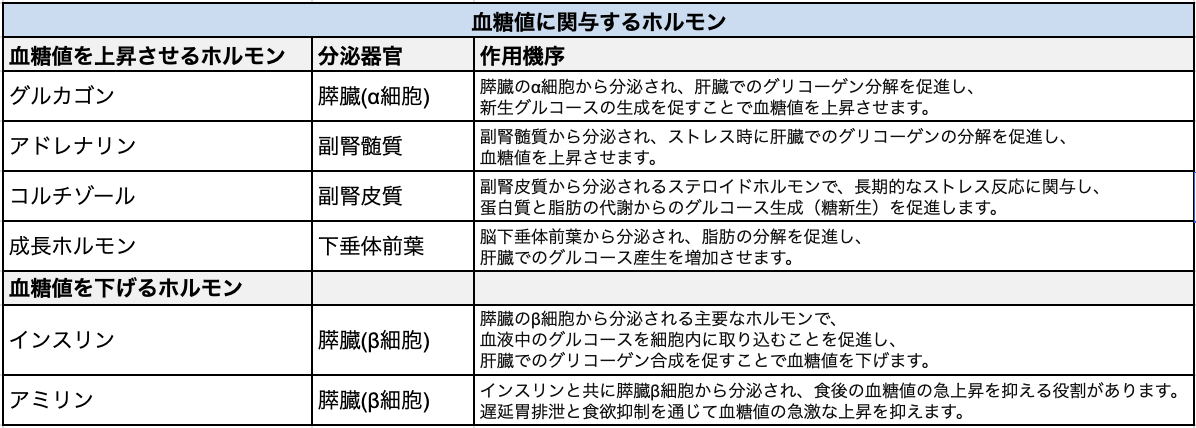 血糖値に関与するホルモン
血糖値を上昇させるホルモン 分泌器官 作用機序
グルカゴン 膵臓(α細胞) 膵臓のα細胞から分泌され、肝臓でのグリコーゲン分解を促進し、
新生グルコースの生成を促すことで血糖値を上昇させます。
アドレナリン 副腎髄質 副腎髄質から分泌され、ストレス時に肝臓でのグリコーゲンの分解を促進し、
血糖値を上昇させます。
コルチゾール 副腎皮質 副腎皮質から分泌されるステロイドホルモンで、長期的なストレス反応に関与し、
蛋白質と脂肪の代謝からのグルコース生成（糖新生）を促進します。
成長ホルモン 下垂体前葉 脳下垂体前葉から分泌され、脂肪の分解を促進し、
肝臓でのグルコース産生を増加させます。
血糖値を下げるホルモン
インスリン 膵臓(β細胞) 膵臓のβ細胞から分泌される主要なホルモンで、
血液中のグルコースを細胞内に取り込むことを促進し、
肝臓でのグリコーゲン合成を促すことで血糖値を下げます。
アミリン 膵臓(β細胞) インスリンと共に膵臓β細胞から分泌され、食後の血糖値の急上昇を抑える役割があります。
遅延胃排泄と食欲抑制を通じて血糖値の急激な上昇を抑えます。